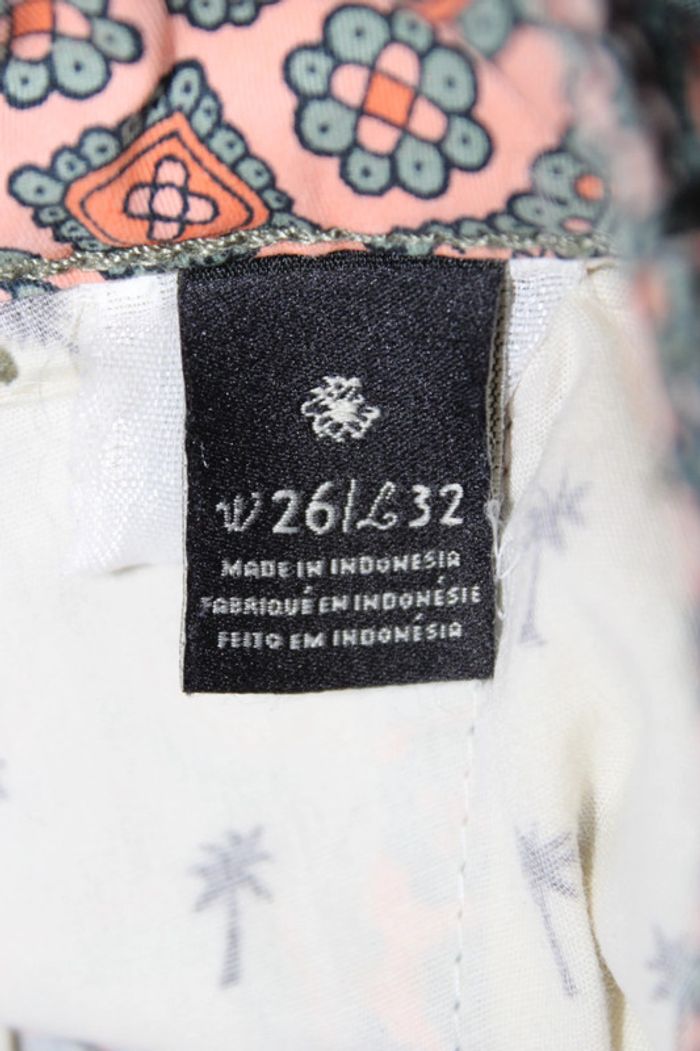 W26/L32
MADE IN INDONESIA
FABRIQUÉ EN INDONÉSIE
FEITO EM INDONÉSIA